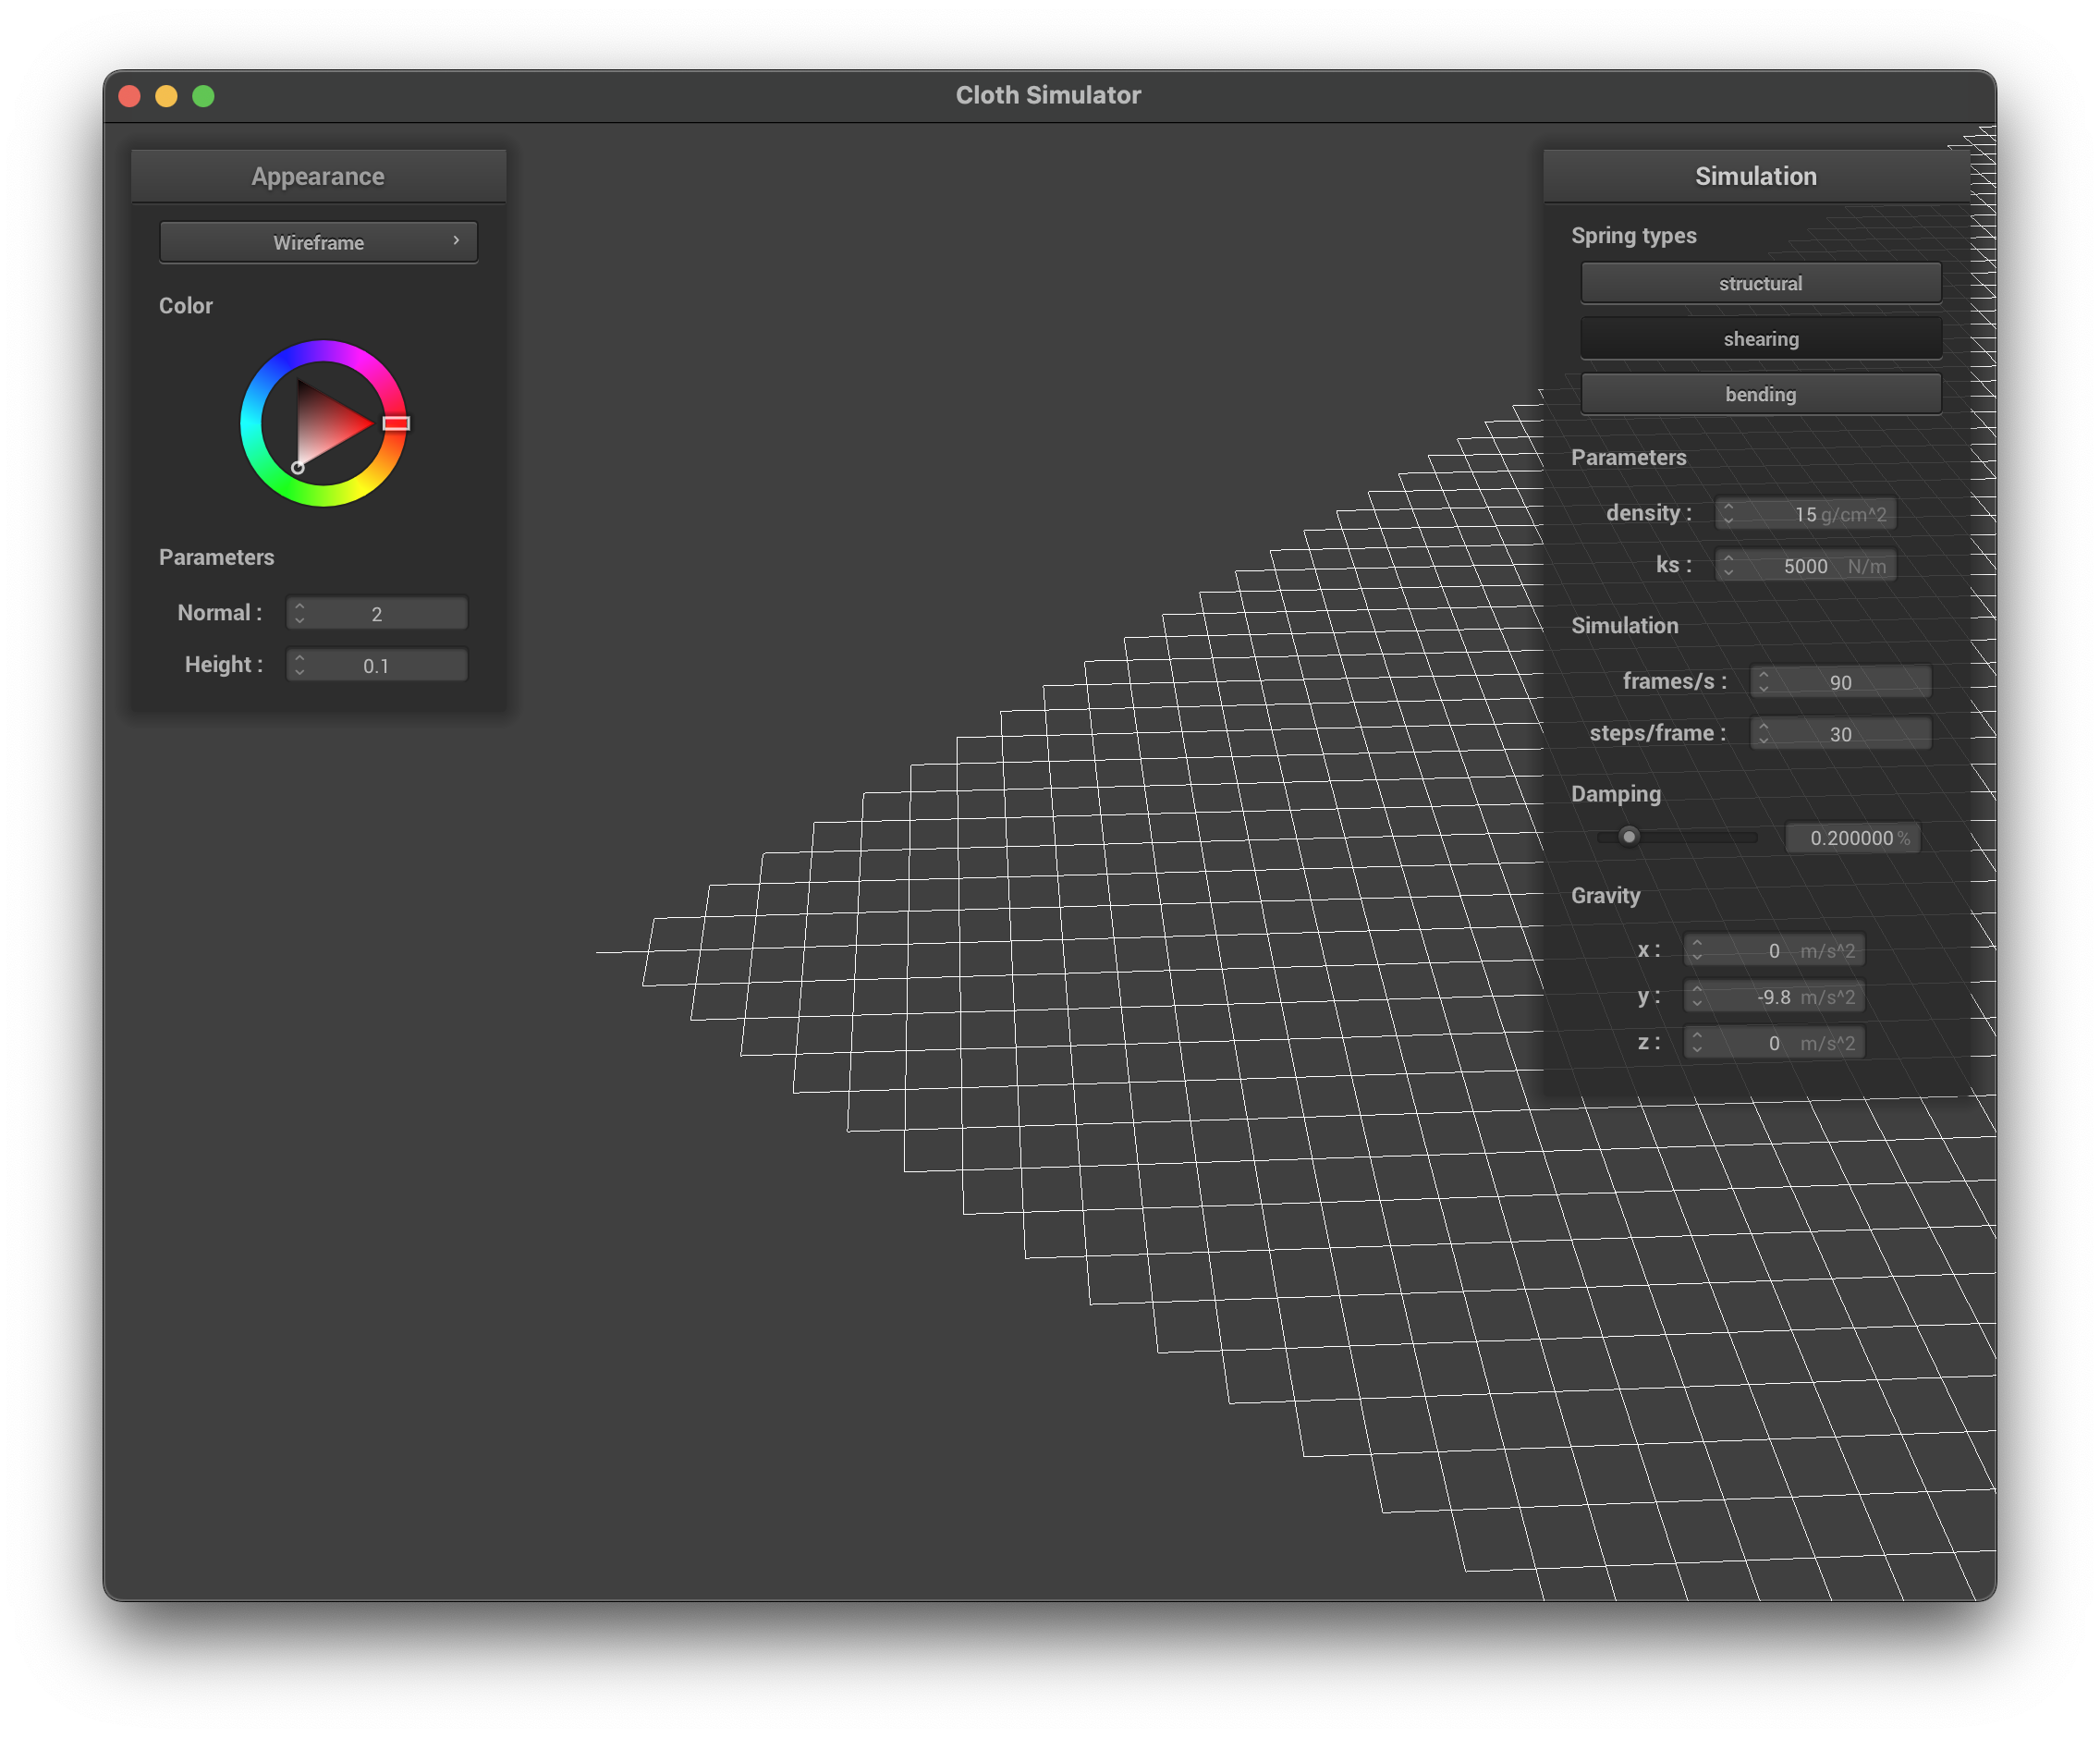 Cloth Simulator
Appearance
Wireframe
Color
Parameters
Normal : 2
Height : 0.1
Simulation
Spring types
structural
shearing
bending
Parameters
density : 15 g/cm^2
ks : 5000 N/m
Simulation
frames/s : 90
steps/frame : 30
Damping
0.200000 %
Gravity
x : 0 m/s^2
y : -9.8 m/s^2
z : 0 m/s^2